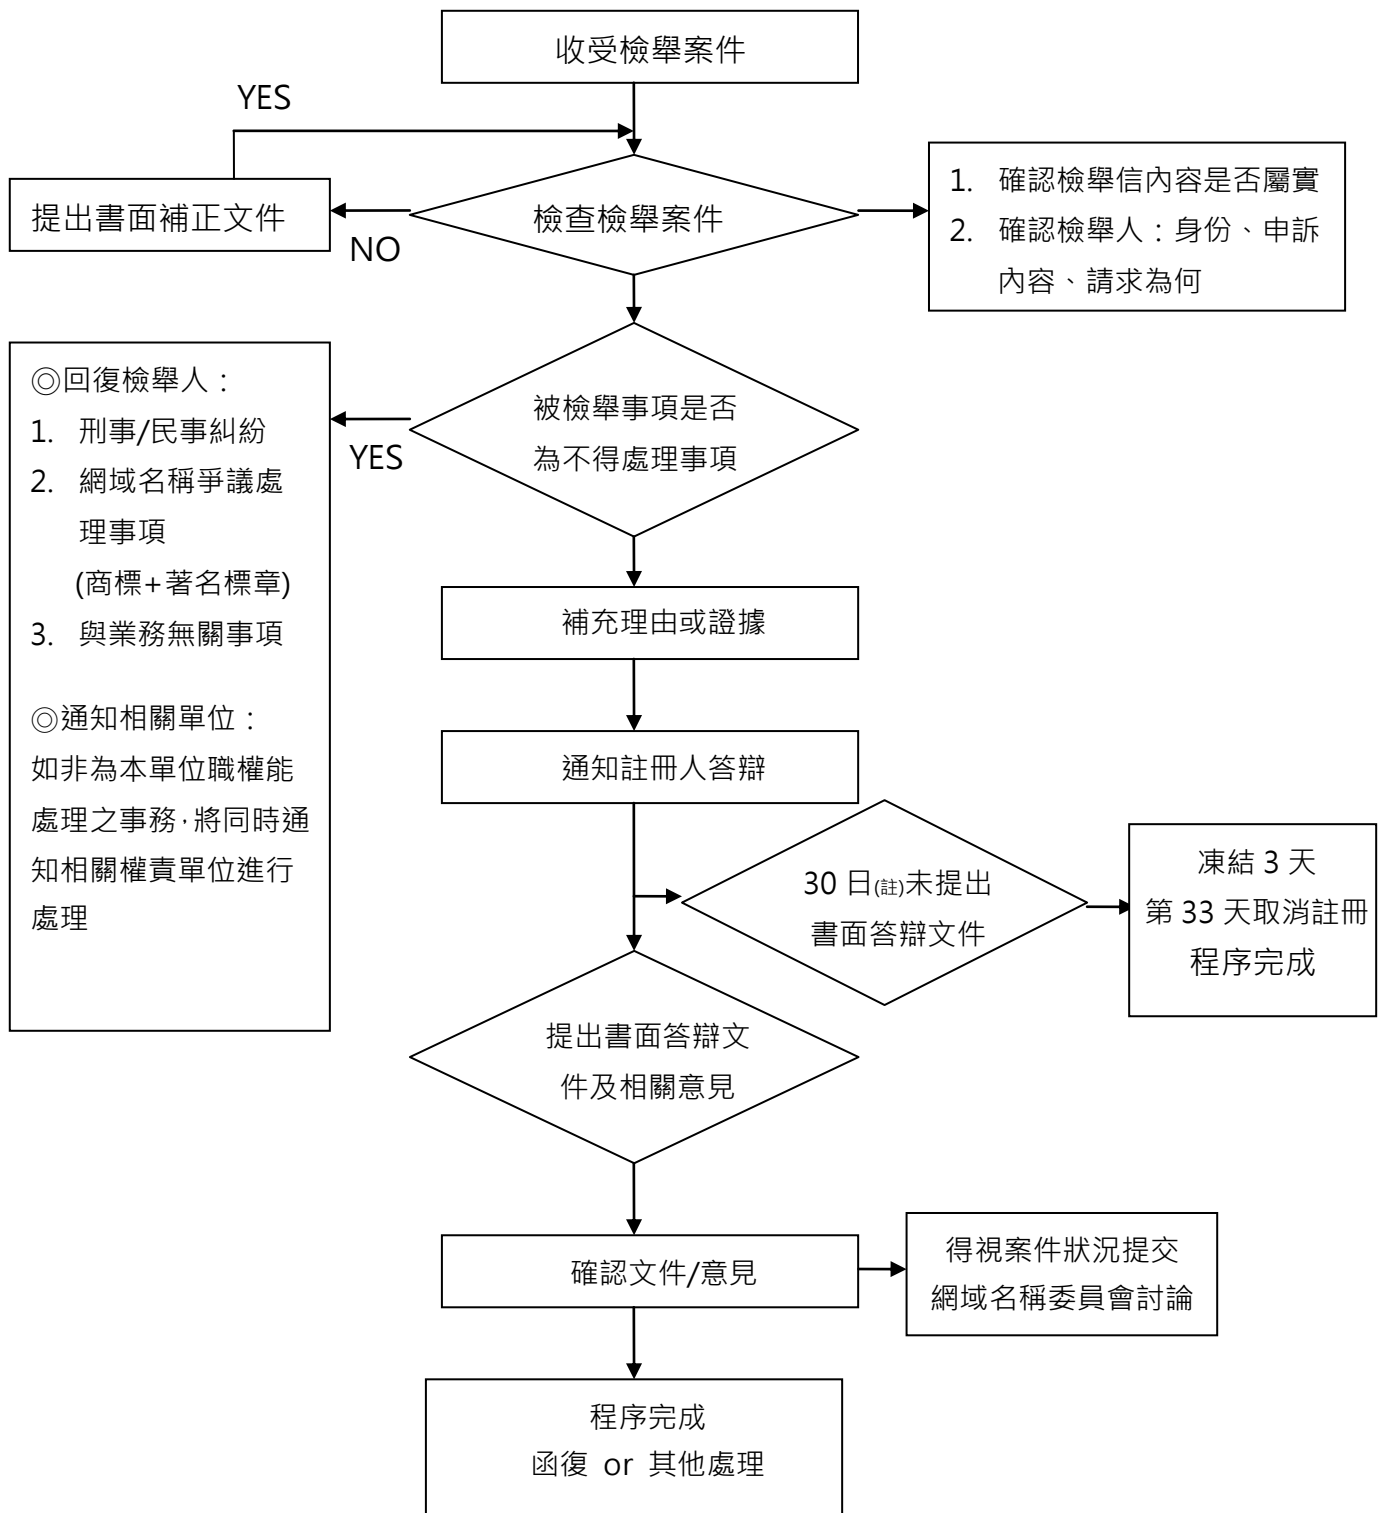 收受檢舉案件
YES
提出書面補正文件
NO
檢查檢舉案件
1. 確認檢舉信內容是否屬實
2. 確認檢舉人：身份、申訴
內容、請求為何
◎回復檢舉人：
1. 刑事/民事糾紛
2. 網域名稱爭議處
理事項
(商標+著名標章)
3. 與業務無關事項
◎通知相關單位：
如非為本單位職權能
處理之事務，將同時通
知相關權責單位進行
處理
YES
被檢舉事項是否
為不得處理事項
補充理由或證據
通知註冊人答辯
30 日(註)未提出
書面答辯文件
凍結 3 天
第 33 天取消註冊
程序完成
提出書面答辯文
件及相關意見
確認文件/意見
得視案件狀況提交
網域名稱委員會討論
程序完成
函復 or 其他處理